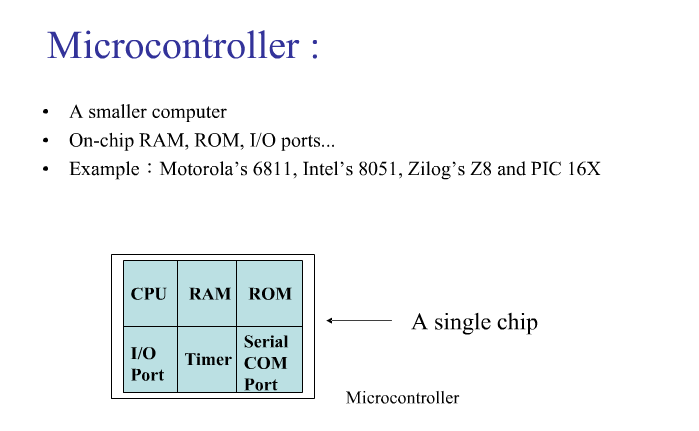 Microcontroller :
• A smaller computer
• On-chip RAM, ROM, I/O ports...
• Example：Motorola’s 6811, Intel’s 8051, Zilog’s Z8 and PIC 16X
CPU
RAM
ROM
I/O
Port
Timer
Serial
COM
Port
A single chip
Microcontroller